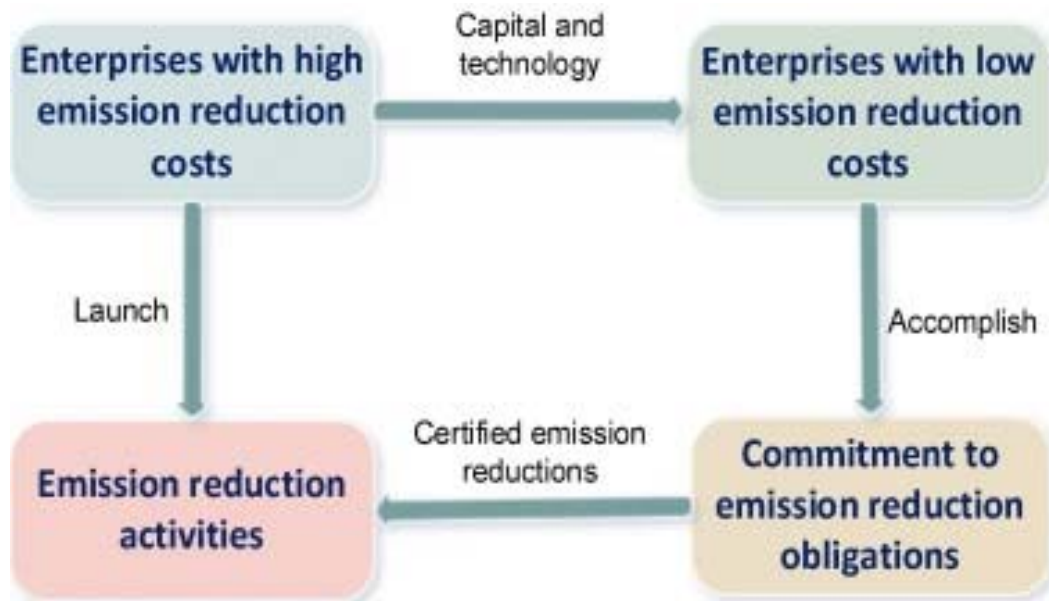 Enterprises with high
emission reduction
costs
Capital and
technology
Enterprises with low
emission reduction
costs
Launch
Accomplish
Emission reduction
activities
Certified emission
reductions
Commitment to
emission reduction
obligations